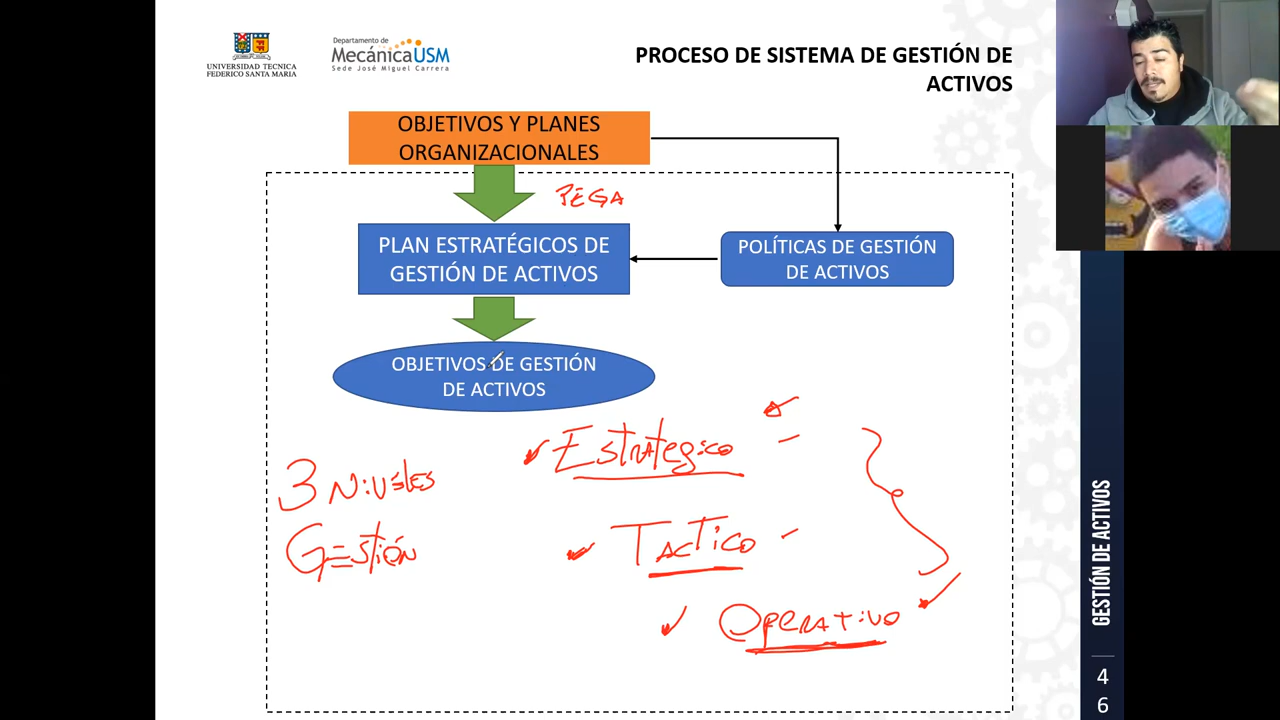 UNIVERSIDAD TECNICA
FEDERICO SANTA MARIA
Departamento de
MecánicaUSM
Sede José Miguel Carrera
PROCESO DE SISTEMA DE GESTIÓN DE
ACTIVOS
OBJETIVOS Y PLANES
ORGANIZACIONALES
PEGA
PLAN ESTRATÉGICOS DE
GESTIÓN DE ACTIVOS
POLÍTICAS DE GESTIÓN
DE ACTIVOS
OBJETIVOS DE GESTIÓN
DE ACTIVOS
3 Niveles
Gestión
Estrategico
Tactico
Operativo
GESTIÓN DE ACTIVOS
4
6